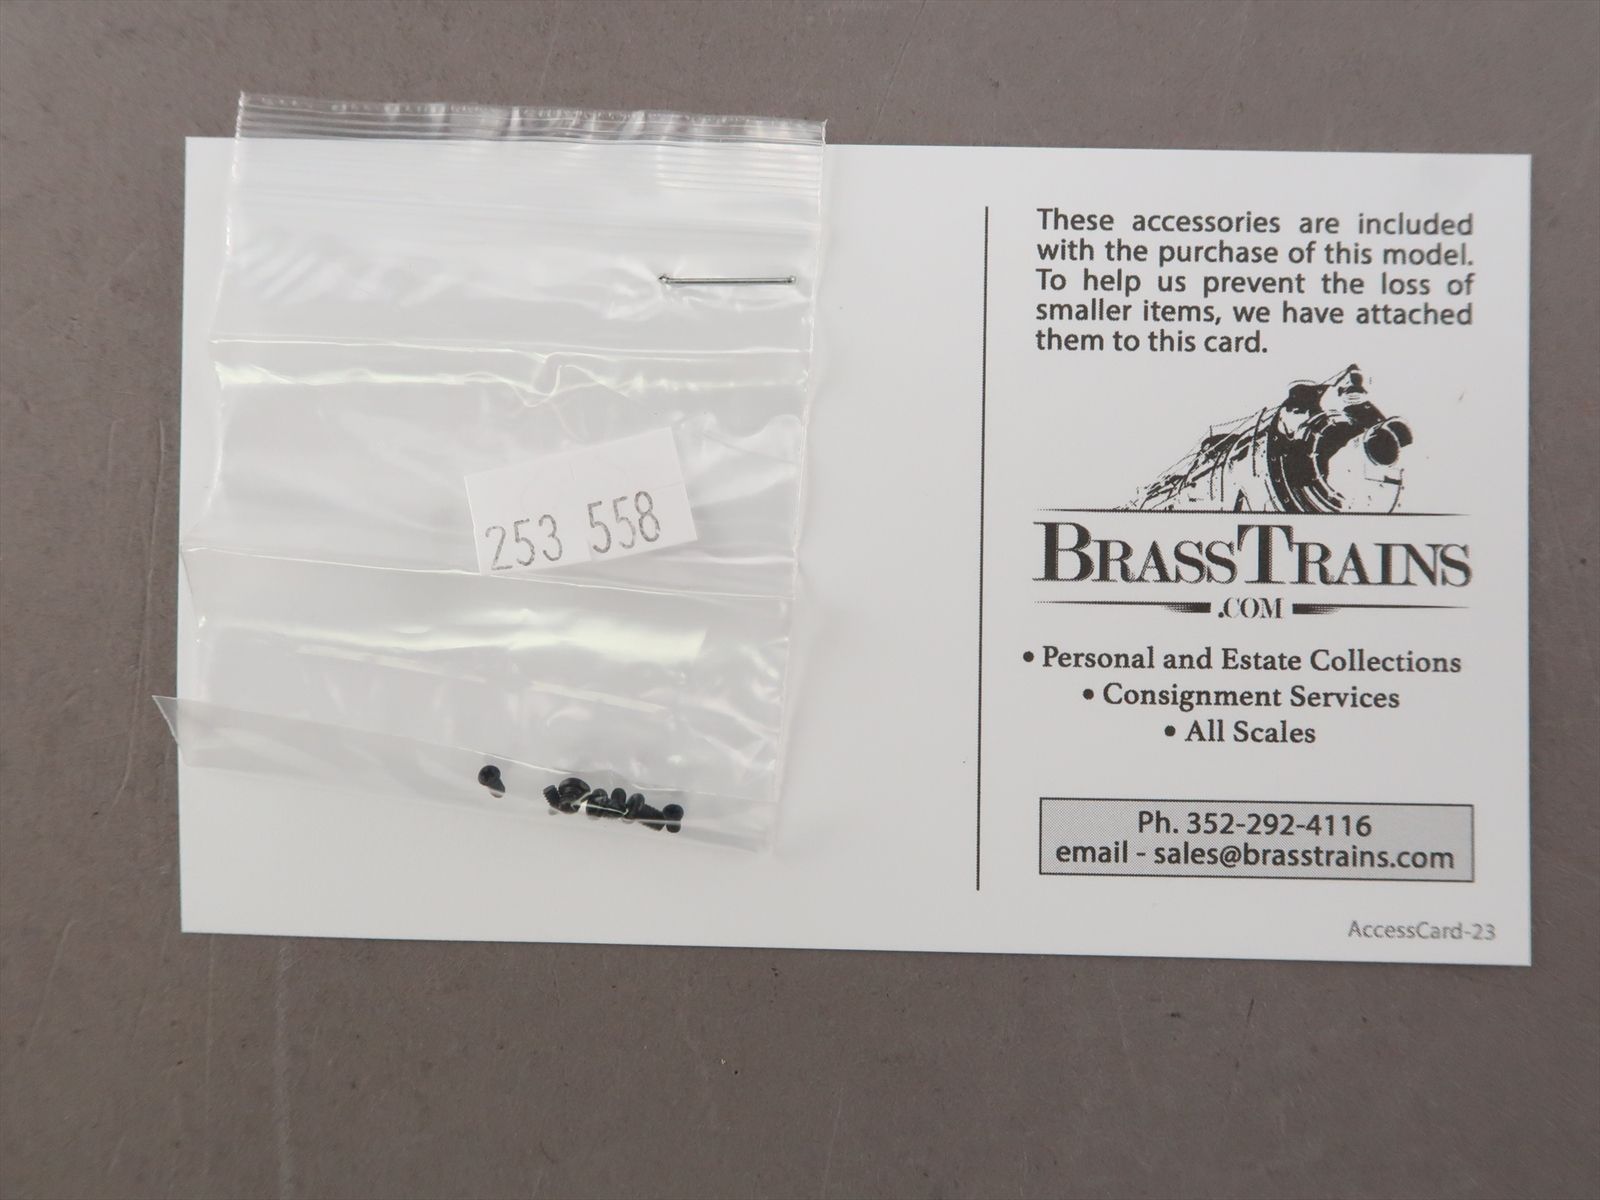 253 558
These accessories are included
with the purchase of this model.
To help us prevent the loss of
smaller items, we have attached
them to this card.
BRASSTRAINS
.COM
• Personal and Estate Collections
• Consignment Services
• All Scales
Ph. 352-292-4116
email - sales@brasstrains.com
AccessCard-23